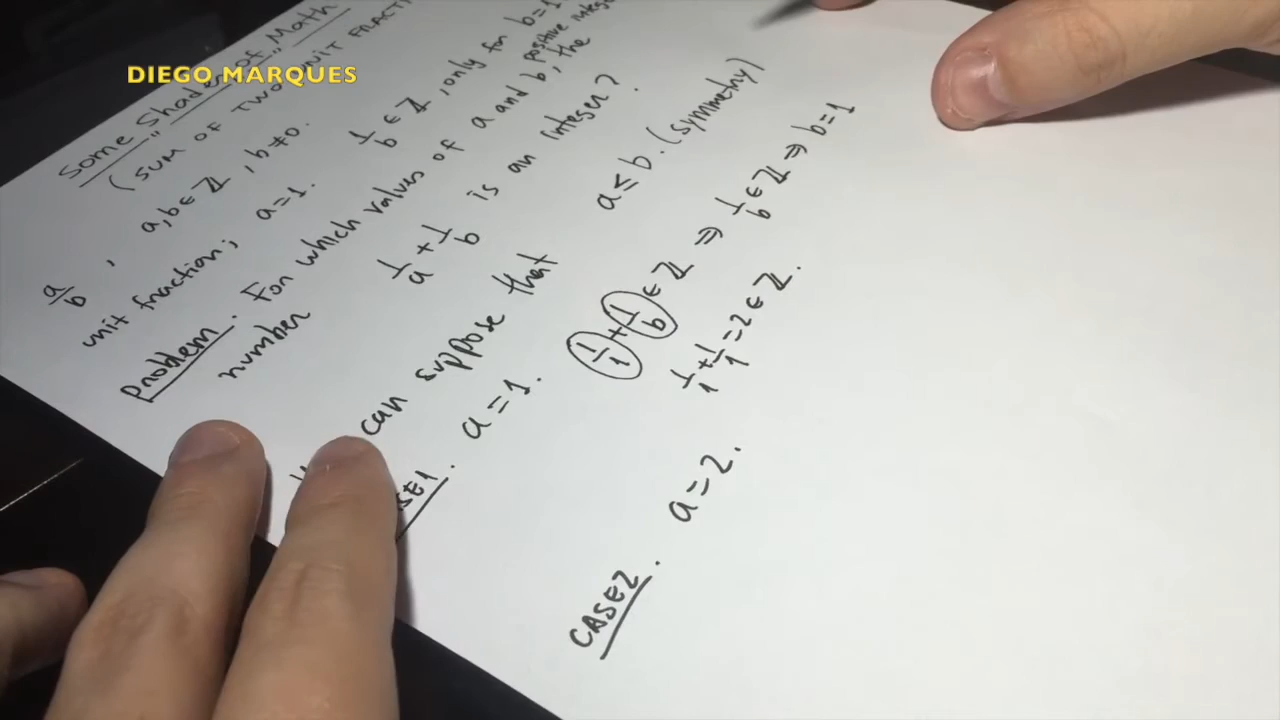 DIEGO MARQUES
Some "Shades of" Math
(SUM OF TWO UNIT FRACTI
a/b , a,b ∈ ℤ , b ≠ 0.
unit fraction; a = 1. 1/b ∈ ℤ, only for b = 1
Problem. For which values of a and b, positive integ
number 1/a + 1/b is an integer? the
can suppose that a ≤ b. (symmetry)
SE1. a = 1. 1/1 + 1/b ∈ ℤ ⇒ 1/b ∈ ℤ ⇒ b = 1
1/1 + 1/1 = 2 ∈ ℤ.
CASE2. a = 2.